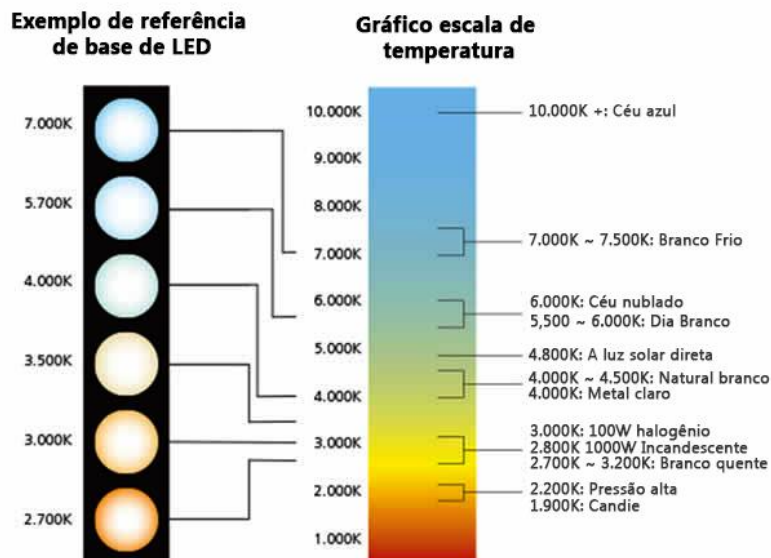 Exemplo de referência
de base de LED
7.000K
5.700K
4.000K
3.500K
3.000K
2.700K
Gráfico escala de
temperatura
10.000K
9.000K
8.000K
7.000K
6.000K
5.000K
4.000K
3.000K
2.000K
1.000K
10.000K +: Céu azul
7.000K ~ 7.500K: Branco Frio
6.000K: Céu nublado
5,500 ~ 6.000K: Dia Branco
4.800K: A luz solar direta
4.000K ~ 4.500K: Natural branco
4.000K: Metal claro
3.000K: 100W halogênio
2.800K 1000W Incandescente
2.700K ~ 3.200K: Branco quente
2.200K: Pressão alta
1.900K: Candie